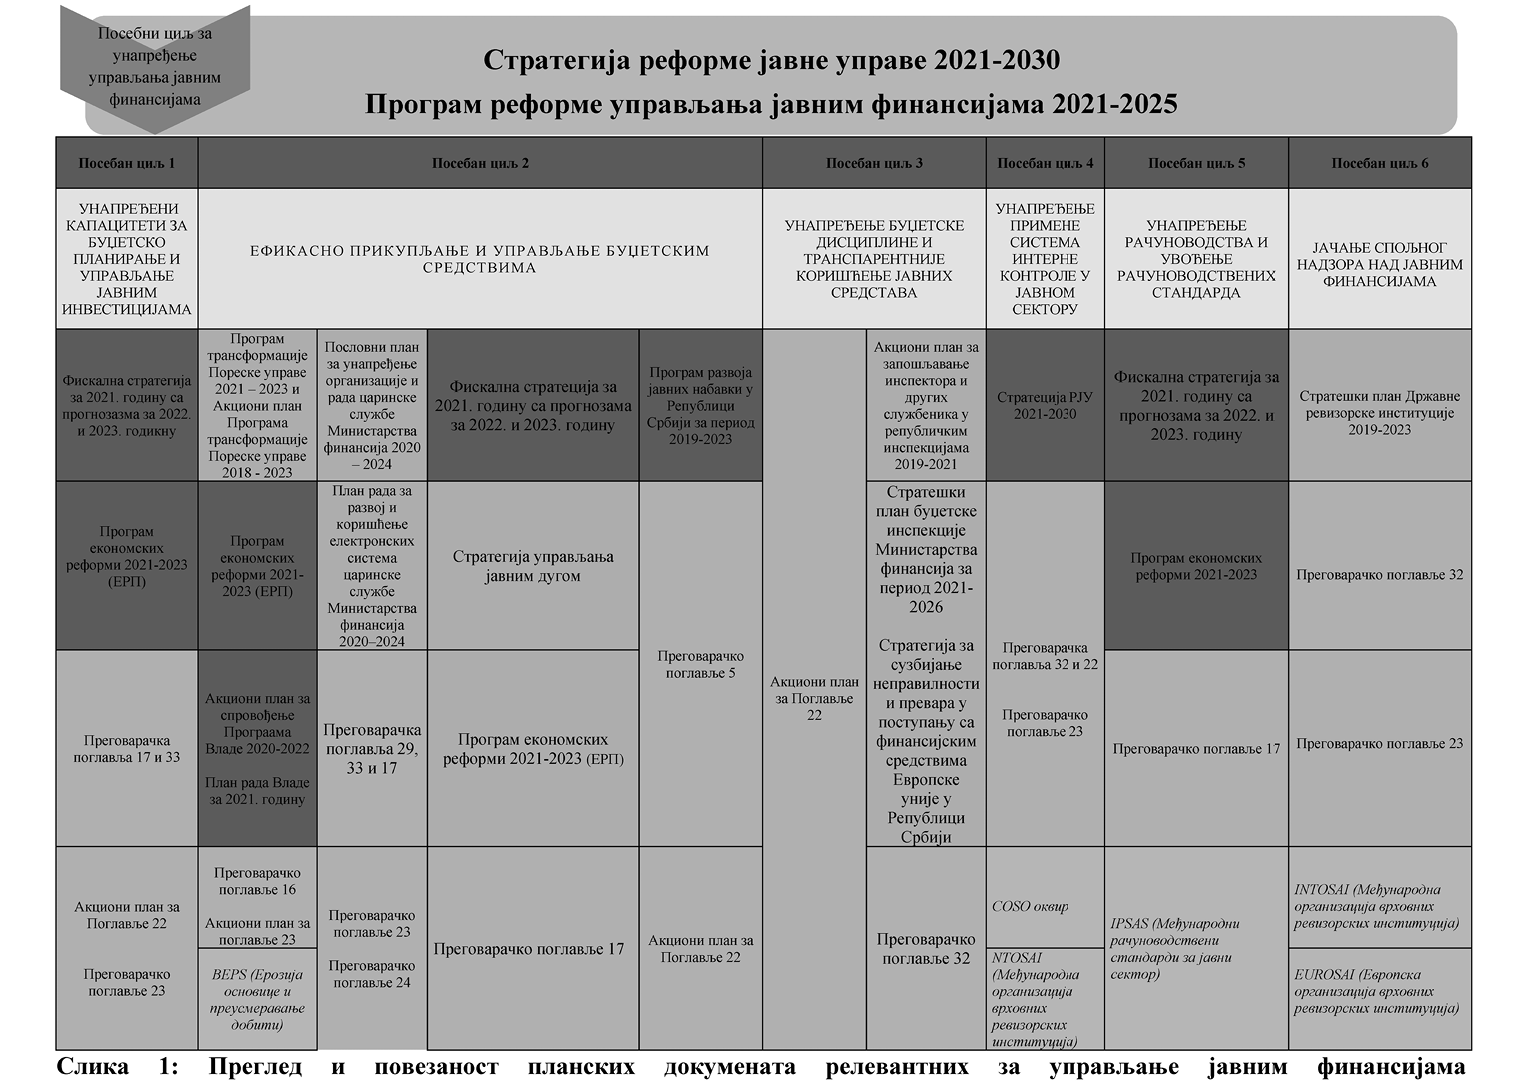 Посебни циљ за
унапређење
управљања јавним
финансијама
Стратегија реформе јавне управе 2021-2030
Програм реформе управљања јавним финансијама 2021-2025
Посебан циљ 1
Посебан циљ 2
Посебан циљ 3
Посебан циљ 4
Посебан циљ 5
Посебан циљ 6
УНАПРЕЂЕНИ
КАПАЦИТЕТИ ЗА
БУЏЕТСКО
ПЛАНИРАЊЕ И
УПРАВЉАЊЕ
ЈАВНИМ
ИНВЕСТИЦИЈАМА
ЕФИКАСНО ПРИКУПЉАЊЕ И УПРАВЉАЊЕ БУЏЕТСКИМ
СРЕДСТВИМА
УНАПРЕЂЕЊЕ БУЏЕТСКЕ
ДИСЦИПЛИНЕ И
ТРАНСПАРЕНТНИЈЕ
КОРИШЋЕЊЕ ЈАВНИХ
СРЕДСТАВА
УНАПРЕЂЕЊЕ
ПРИМЕНЕ
СИСТЕМА
ИНТЕРНЕ
КОНТРОЛЕ У
ЈАВНОМ
СЕКТОРУ
УНАПРЕЂЕЊЕ
РАЧУНОВОДСТВА И
УВОЂЕЊЕ
РАЧУНОВОДСТВЕНИХ
СТАНДАРДА
ЈАЧАЊЕ СПОЉНОГ
НАДЗОРА НАД ЈАВНИМ
ФИНАНСИЈАМА
Фискална стратегија
за 2021. годину са
прогнозазма за 2022.
и 2023. годикну
Програм
трансформације
Пореске управе
2021 – 2023 и
Акциони план
Програма
трансформације
Пореске управе
2018 - 2023
Пословни план
за унапређење
организације и
рада царинске
службе
Министарства
финансија 2020
– 2024
Фискална стратеција за
2021. годину са прогнозама
за 2022. и 2023. годину
Програм развоја
јавних набавки у
Републици
Србији за период
2019-2023
Акциони план за
запошљавање
инспектора и
других
службеника у
републичким
инспекцијама
2019-2021
Стратеција РЈУ
2021-2030
Фискална стратегија за
2021. годину са
прогнозама за 2022. и
2023. годину
Стратешки план Државне
ревизорске институције
2019-2023
Програм
економских
реформи 2021-2023
(ЕРП)
Програм
економских
реформи 2021-
2023 (ЕРП)
План рада за
развој и
коришћење
електронских
система
царинске
службе
Министарства
финансија
2020–2024
Стратегија управљања
јавним дугом
Преговарачко
поглавље 5
Акциони план
за Поглавље
22
Стратешки
план буџетске
инспекције
Министарства
финансија за
период 2021-
2026
Стратегија за
сузбијање
неправилности
и превара у
поступању са
финансијским
средствима
Европске
уније у
Републици
Србији
Преговарачка
поглавља 32 и 22
Преговарачко
поглавље 23
Програм економских
реформи 2021-2023
Преговарачко поглавље 32
Преговарачка
поглавља 17 и 33
Акциони план за
спровођење
Програама
Владе 2020-2022
План рада Владе
за 2021. годину
Преговарачка
поглавља 29,
33 и 17
Програм економских
реформи 2021-2023 (ЕРП)
Преговарачко поглавље 17
Преговарачко поглавље 23
Акциони план за
Поглавље 22
Преговарачко
поглавље 23
Преговарачко
поглавље 16
Акциони план за
поглавље 23
BEPS (Ерозија
основице и
преусмеравање
добити)
Преговарачко
поглавље 23
Преговарачко
поглавље 24
Преговарачко поглавље 17
Акциони план за
Поглавље 22
Преговарачко
поглавље 32
COSO оквир
NTOSAI
(Међународна
организација
врховних
ревизорских
институција)
IPSAS (Међународни
рачуноводствени
стандарди за јавни
сектор)
INTOSAI (Међународна
организација врховних
ревизорских институција)
EUROSAI (Европска
организација врховних
ревизорских институција)
Слика 1: Преглед и повезаност планских докумената релевантних за управљање јавним финансијама